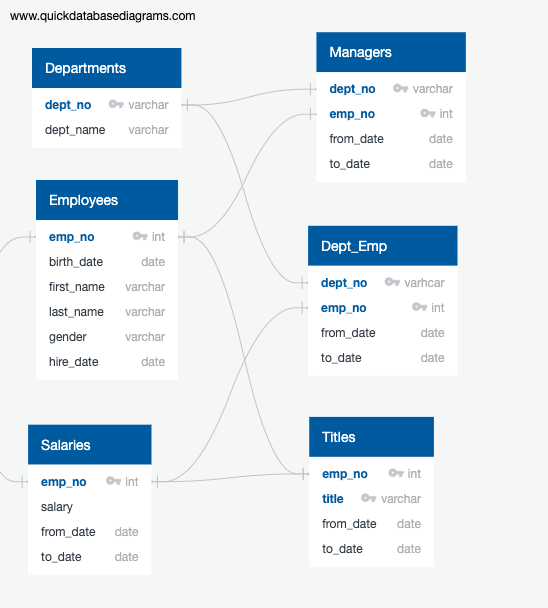 www.quickdatabasediagrams.com
Departments
dept_no varchar
dept_name varchar
Managers
dept_no varchar
emp_no int
from_date date
to_date date
Employees
emp_no int
birth_date date
first_name varchar
last_name varchar
gender varchar
hire_date date
Dept_Emp
dept_no varhcar
emp_no int
from_date date
to_date date
Salaries
emp_no int
salary
from_date date
to_date date
Titles
emp_no int
title varchar
from_date date
to_date date